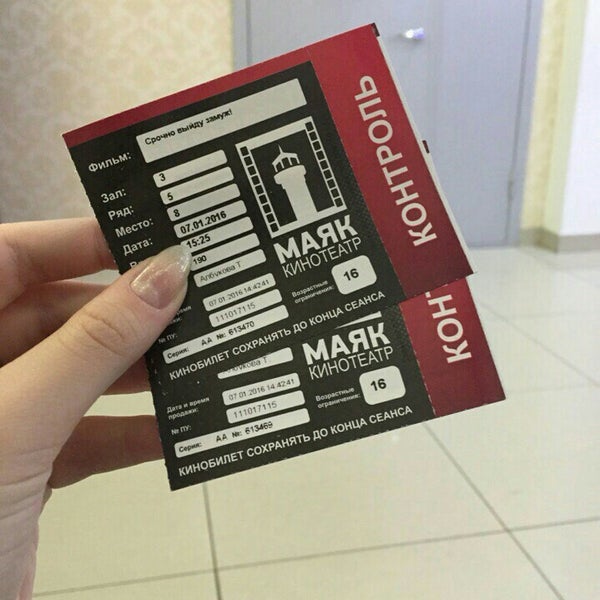 Фильм: Срочно выйду замуж!
Зал: 3
Ряд: 5
Место: 8
Дата: 07.01.2016
15:25
190
Албукова Т
07.01.2016 14:42:41
№ ПУ: 111017115
Серия: АА №: 613470
МАЯК
КИНОТЕАТР
Возрастные
ограничения: 16
КИНОБИЛЕТ СОХРАНЯТЬ ДО КОНЦА СЕАНСА
КОНТРОЛЬ
Дата и время
продажи: 07.01.2016 14:42:41
№ ПУ: 111017115
Серия: АА №: 613469
МАЯК
КИНОТЕАТР
Возрастные
ограничения: 16
КИНОБИЛЕТ СОХРАНЯТЬ ДО КОНЦА СЕАНСА
КОНТ